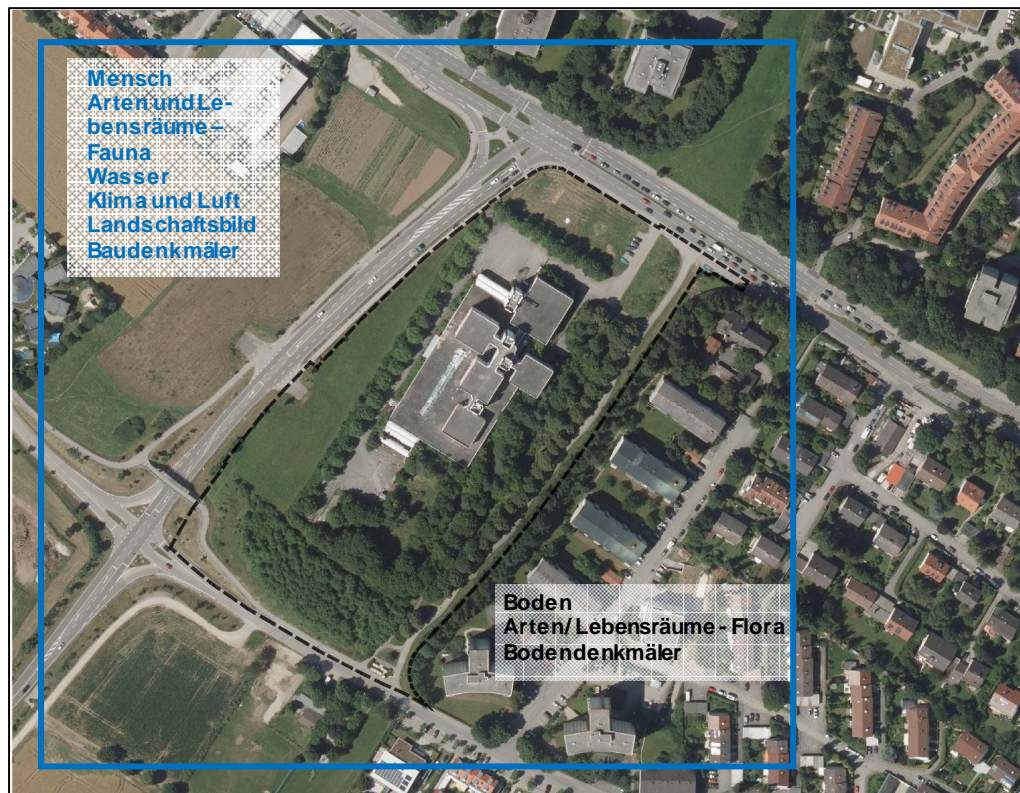 Mensch
Arten und Le-
bensräume –
Fauna
Wasser
Klima und Luft
Landschaftsbild
Baudenkmäler
Boden
Arten/ Lebensräume - Flora
Bodendenkmäler